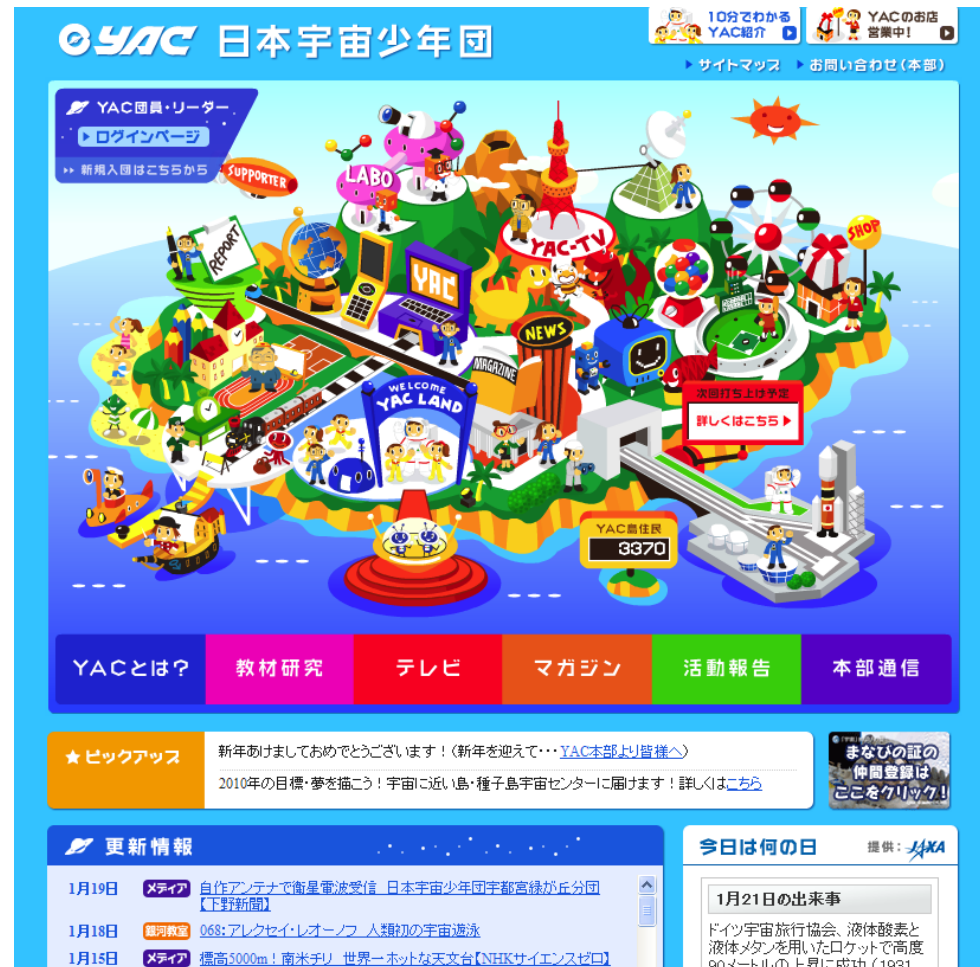 YAC 日本宇宙少年団
10分でわかる
YAC紹介
YACのお店
営業中!
サイトマップ
お問い合わせ(本部)
YAC団員・リーダー
ログインページ
新規入団はこちらから
SUPPORTER
LABO
REPORT
YAC
YAC-TV
SHOP
NEWS
MAGAZINE
WELCOME
YAC LAND
次回打ち上げ予定
詳しくはこちら
YAC島住民
3370
YACとは?
教材研究
テレビ
マガジン
活動報告
本部通信
★ピックアップ
新年あけましておめでとうございます!(新年を迎えて・・・YAC本部より皆様へ)
2010年の目標・夢を描こう!宇宙に近い島・種子島宇宙センターに届けます!詳しくはこちら
まなびの証の
仲間登録は
ここをクリック!
更新情報
1月19日 メディア 自作アンテナで衛星電波受信 日本宇宙少年団宇都宮緑が丘分団
【下野新聞】
1月18日 銀河教室 068:アレクセイ・レオーノフ 人類初の宇宙遊泳
1月15日 メディア 標高5000m!南米チリ 世界一ホットな天文台【NHKサイエンスゼロ】
今日は何の日
提供:JAXA
1月21日の出来事
ドイツ宇宙旅行協会、液体酸素と
液体メタンを用いたロケットで高度
90メートルの上昇に成功(1931